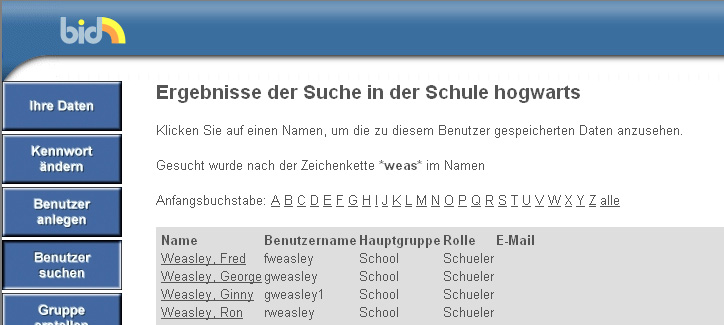 bid
Ihre Daten
Kennwort
ändern
Benutzer
anlegen
Benutzer
suchen
Gruppe
erstellen
Ergebnisse der Suche in der Schule hogwarts
Klicken Sie auf einen Namen, um die zu diesem Benutzer gespeicherten Daten anzusehen.
Gesucht wurde nach der Zeichenkette *weas* im Namen
Anfangsbuchstabe: A B C D E F G H I J K L M N O P Q R S T U V W X Y Z alle
Name Benutzername Hauptgruppe Rolle E-Mail
Weasley, Fred fweasley School Schueler
Weasley, George gweasley School Schueler
Weasley, Ginny gweasley1 School Schueler
Weasley, Ron rweasley School Schueler